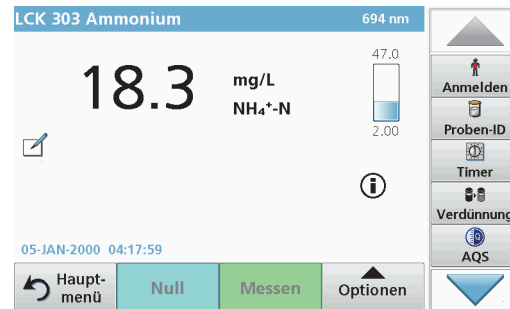 LCK 303 Ammonium 694 nm
47.0
18.3 mg/L
NH₄⁺-N
2.00
05-JAN-2000 04:17:59
Haupt-
menü
Null
Messen
Optionen
Anmelden
Proben-ID
Timer
Verdünnung
AQS